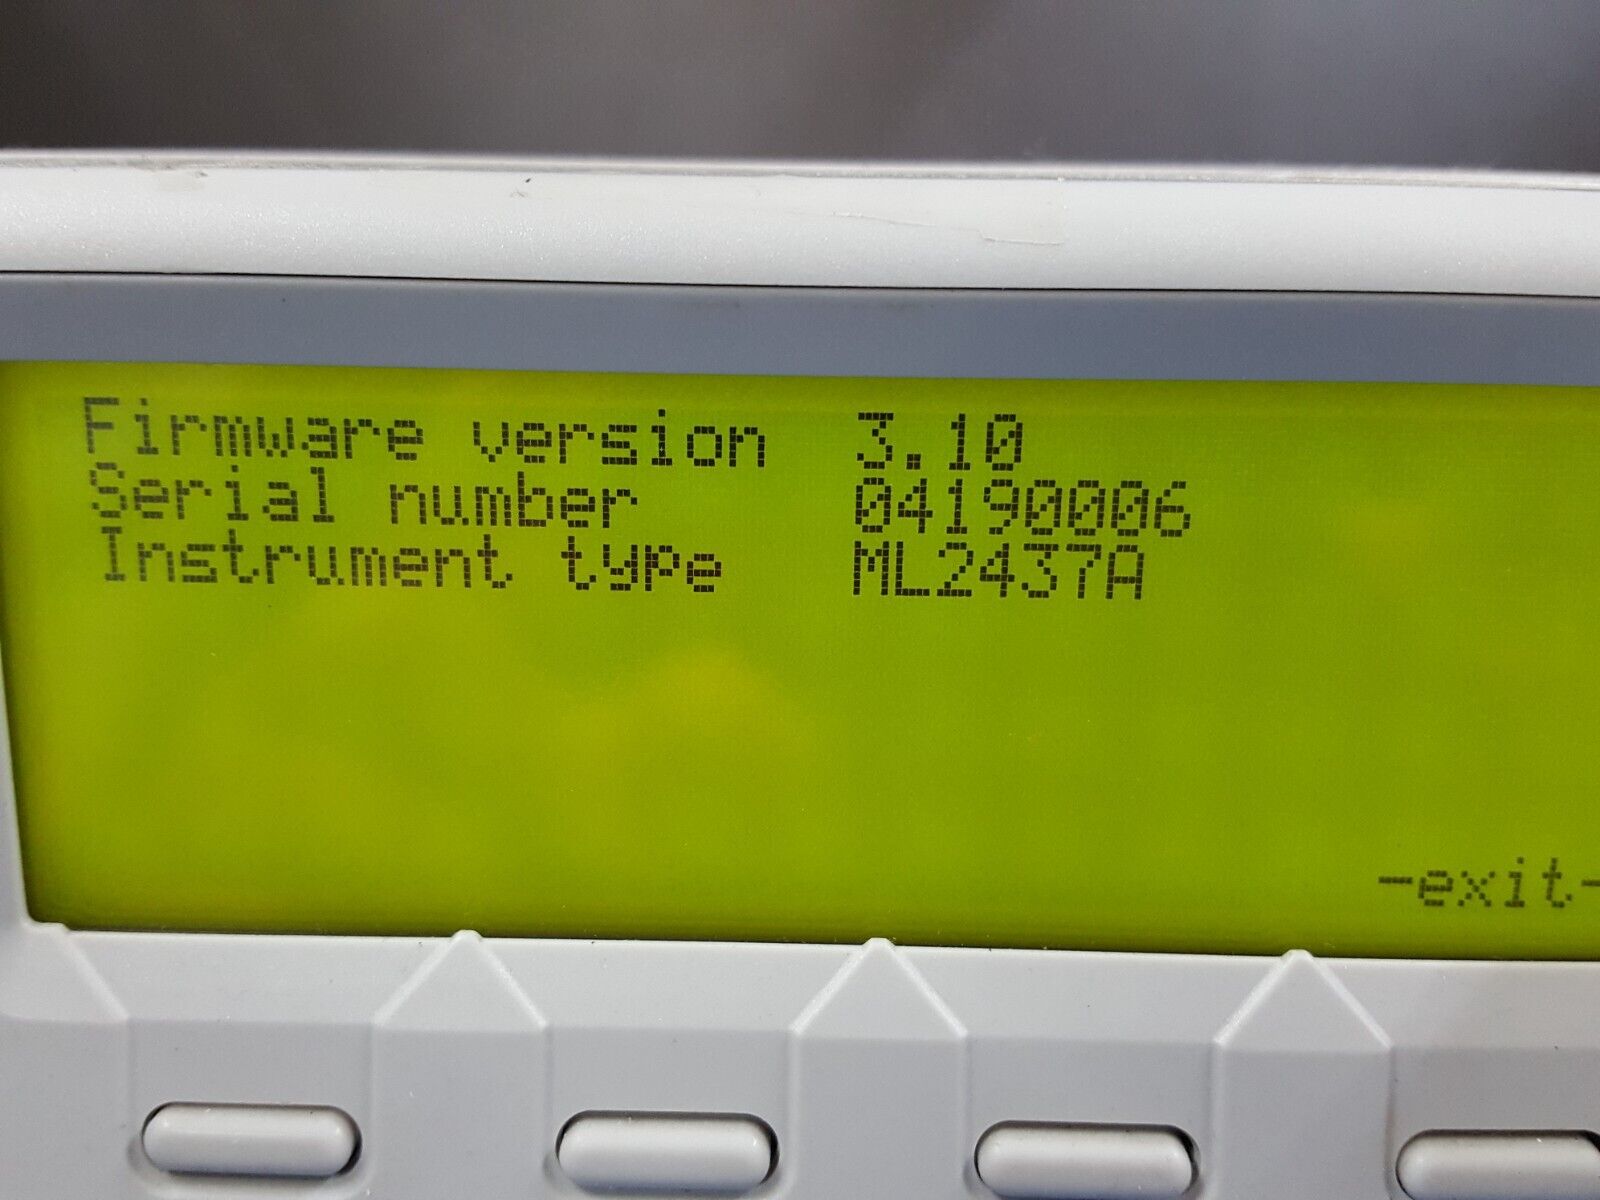 Firmware version 3.10
Serial number 04190006
Instrument type ML2437A
-exit-